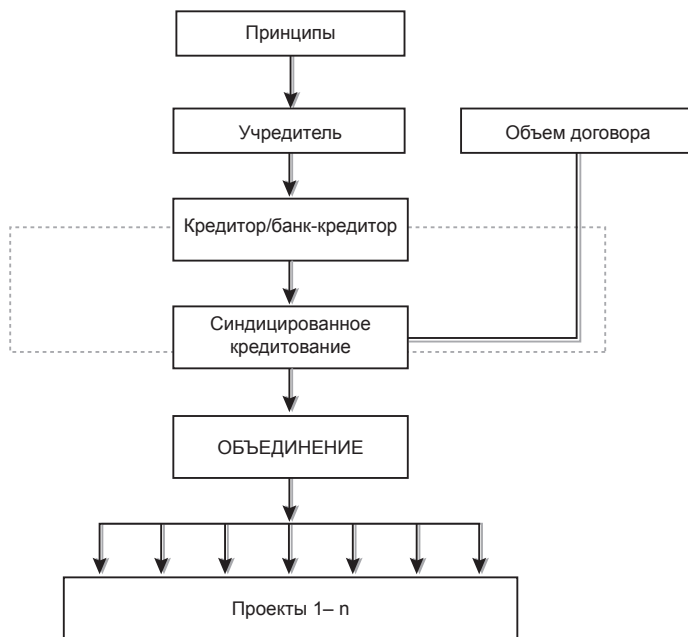 Принципы
Учредитель
Объем договора
Кредитор/банк-кредитор
Синдицированное
кредитование
ОБЪЕДИНЕНИЕ
Проекты 1– n